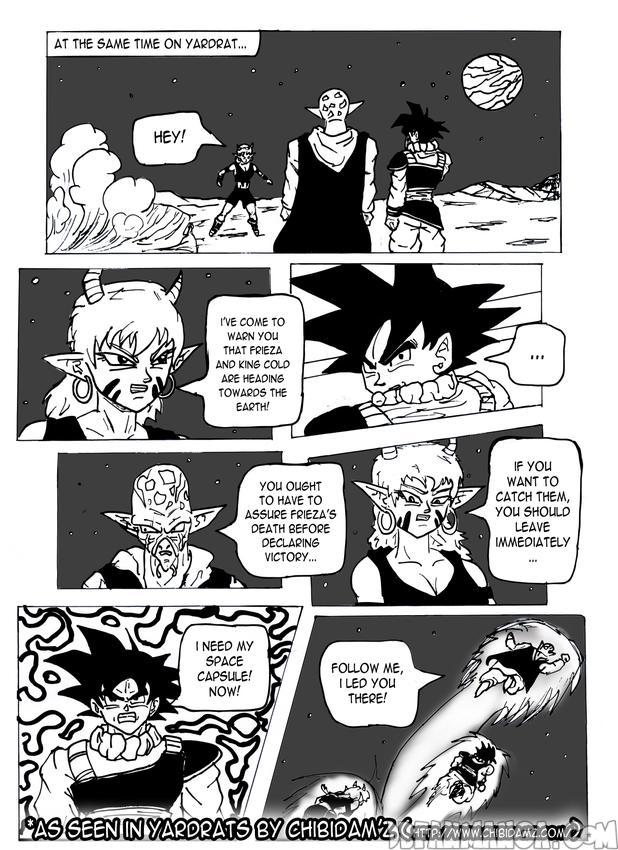 AT THE SAME TIME ON YARDRAT...
HEY!
I'VE COME TO
WARN YOU
THAT FRIEZA
AND KING COLD
ARE HEADING
TOWARDS THE
EARTH!
...
YOU OUGHT
TO HAVE TO
ASSURE FRIEZA'S
DEATH BEFORE
DECLARING
VICTORY...
IF YOU
WANT TO
CATCH THEM,
YOU SHOULD
LEAVE
IMMEDIATELY
...
I NEED MY
SPACE
CAPSULE!
NOW!
FOLLOW ME,
I LED YOU
THERE!
*AS SEEN IN YARDRATS BY CHIBIDAM'Z (HTTP://WWW.CHIBIDAMZ.COM/)